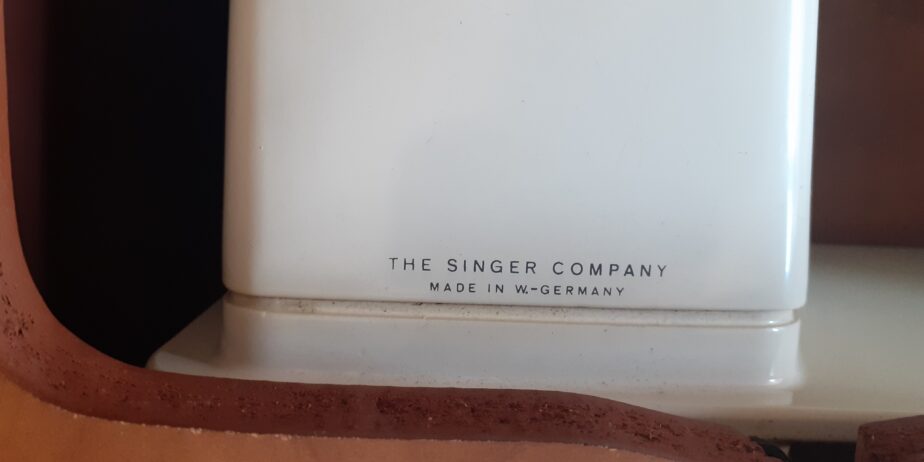 THE SINGER COMPANY
MADE IN W.-GERMANY